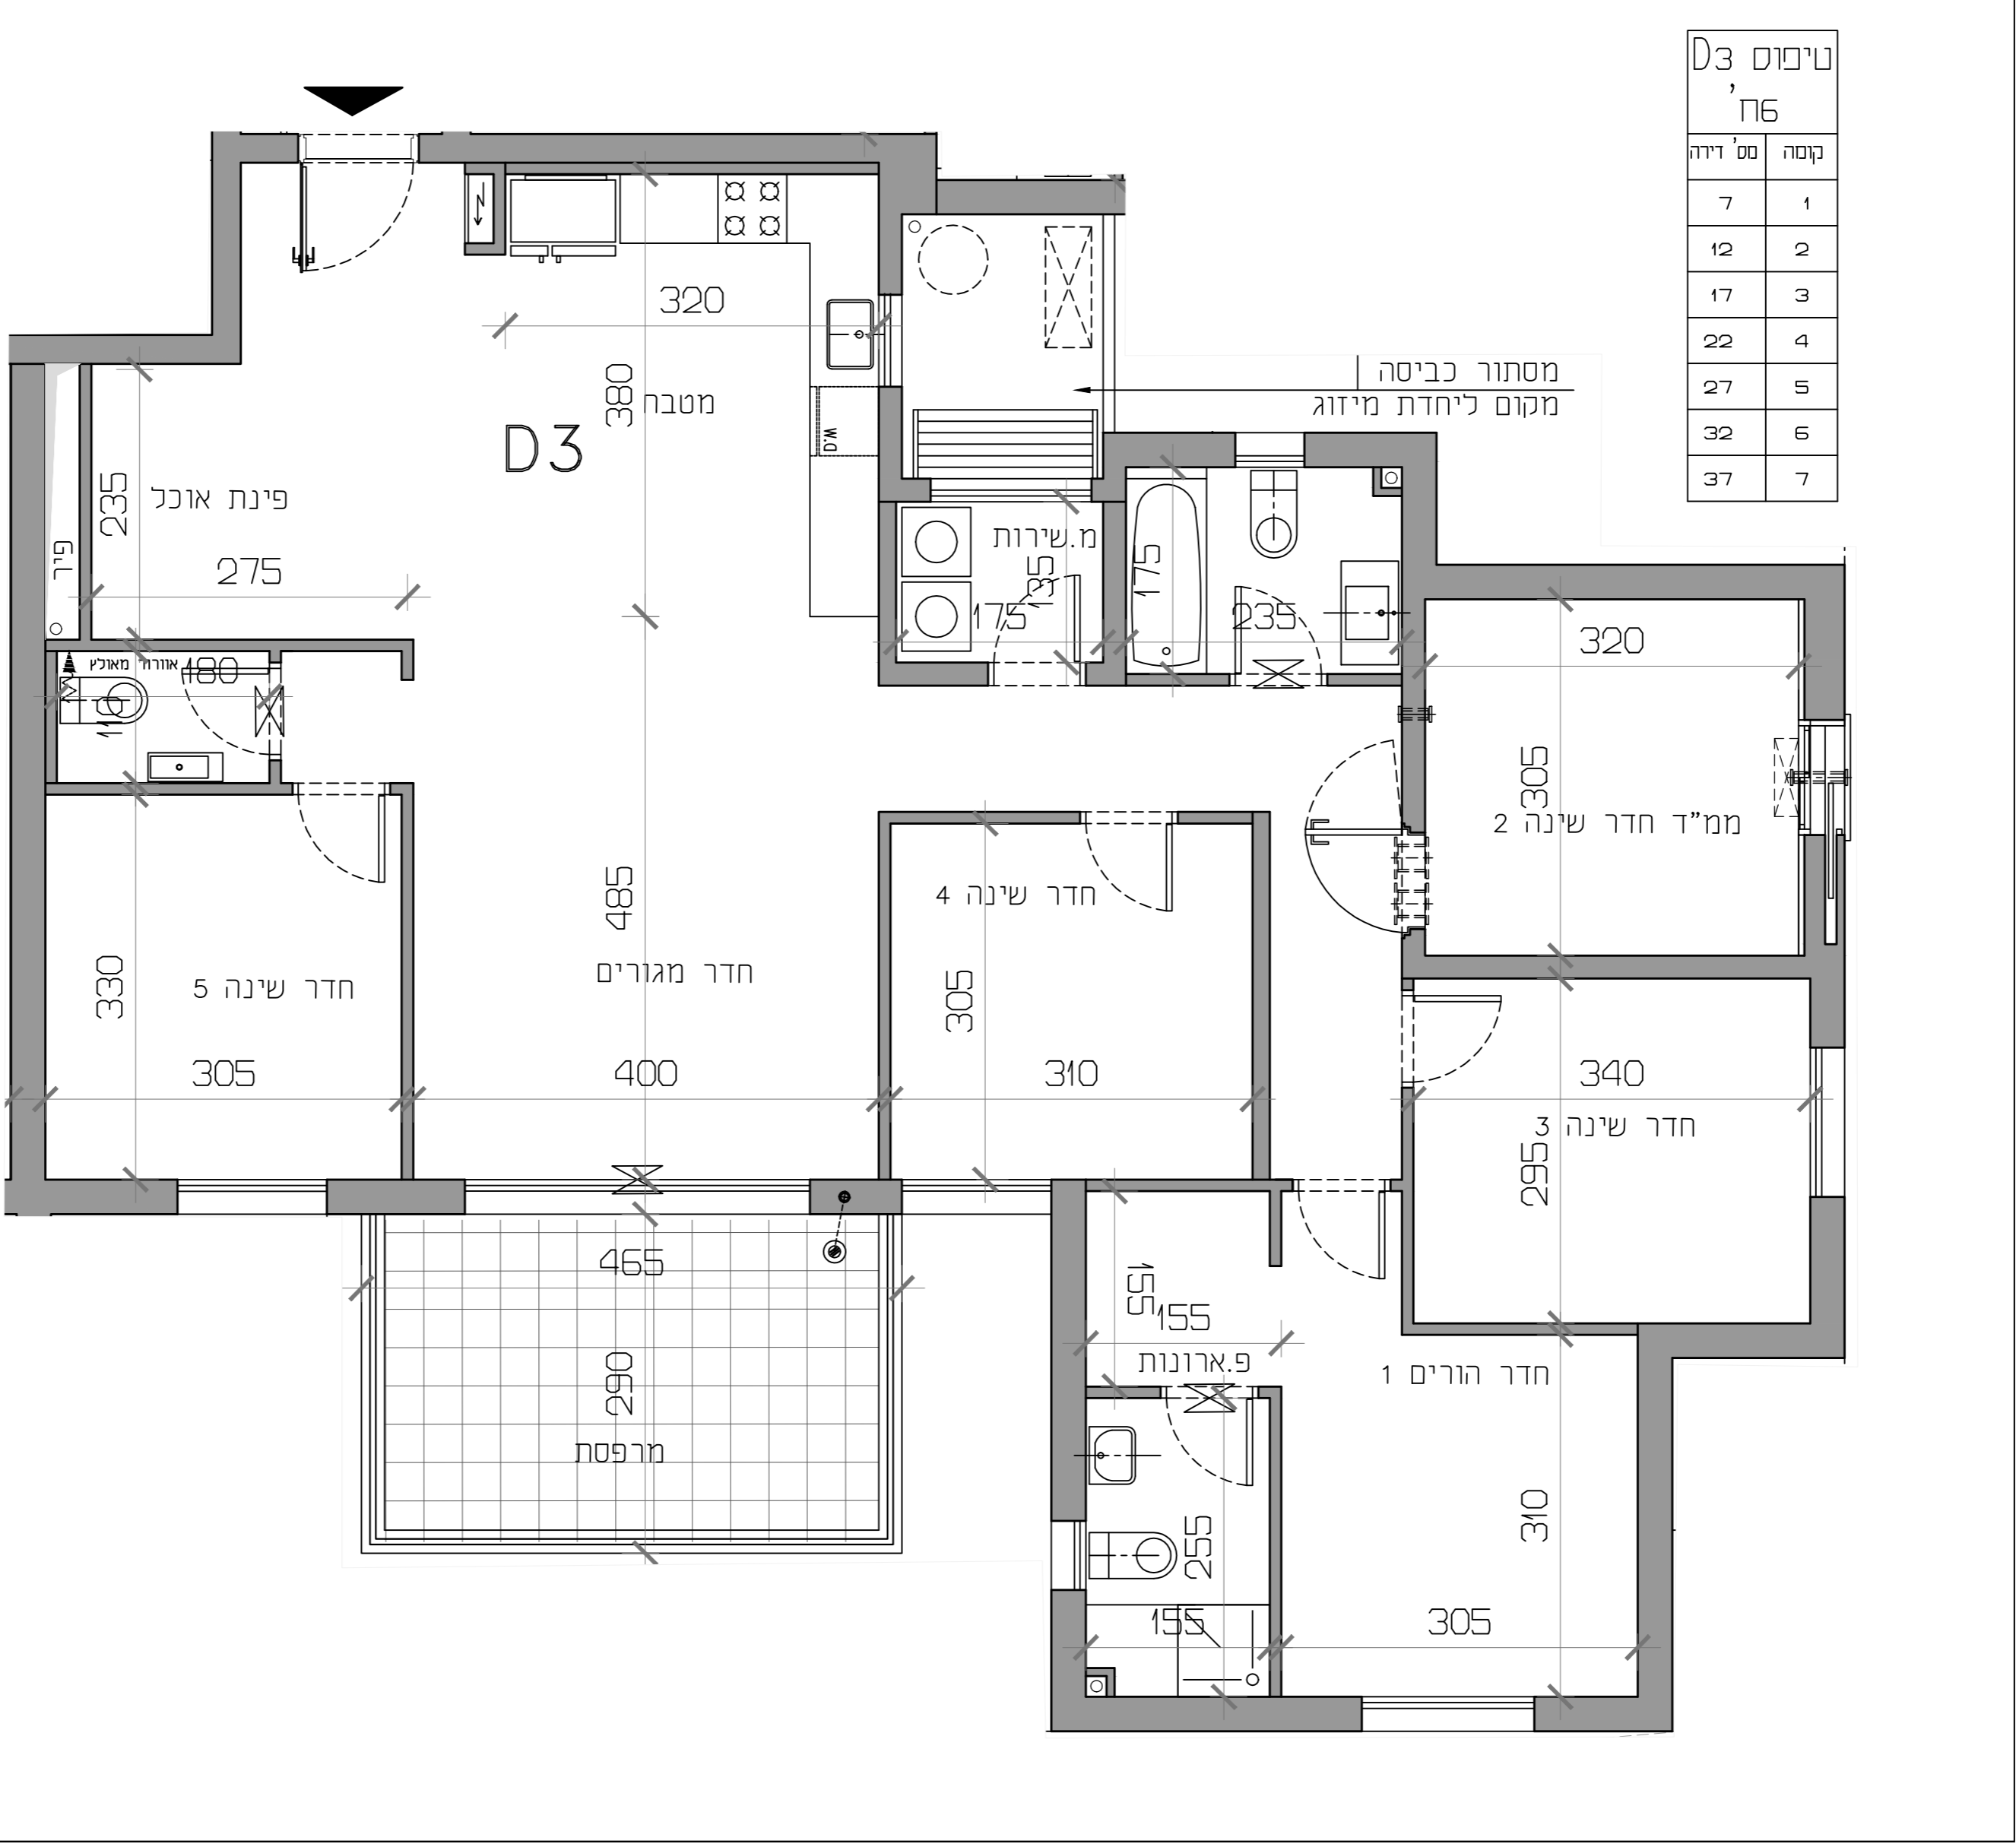 טיפוס D3
6ח'
קומה מס' דירה
1 7
2 12
3 17
4 22
5 27
6 32
7 37
320
380
מטבח
D3
D.W
מסתור כביסה
מקום ליחדת מיזוג
235
פינת אוכל
275
פיר
מ.שירות
135
175
175
235
320
305
ממ"ד חדר שינה 2
אוורור מאולץ
180
110
חדר שינה 4
485
305
חדר מגורים
330
חדר שינה 5
305
400
310
340
חדר שינה 3
295
465
290
מרפסת
155
155
פ.ארונות
חדר הורים 1
310
255
155
305